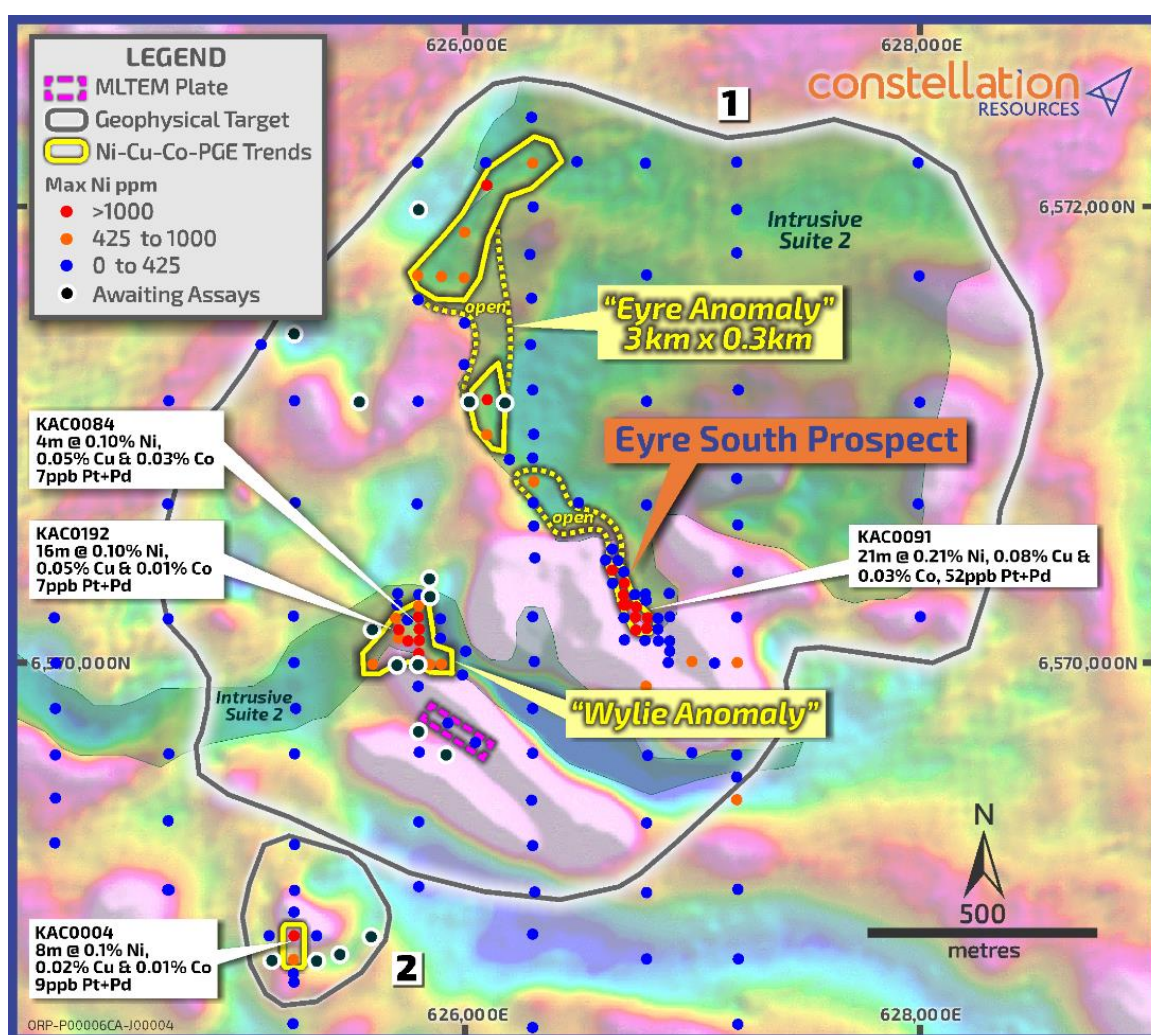 626,000E
628,000E
LEGEND
MLTEM Plate
Geophysical Target
Ni-Cu-Co-PGE Trends
Max Ni ppm
>1000
425 to 1000
0 to 425
Awaiting Assays
constellation
RESOURCES
1
6,572,000N
Intrusive
Suite 2
open
"Eyre Anomaly"
3km x 0.3km
KAC0084
4m @ 0.10% Ni,
0.05% Cu & 0.03% Co
7ppb Pt+Pd
Eyre South Prospect
open
KAC0192
16m @ 0.10% Ni,
0.05% Cu & 0.01% Co
7ppb Pt+Pd
KAC0091
21m @ 0.21% Ni, 0.08% Cu &
0.03% Co, 52ppb Pt+Pd
6,570,000N
6,570,000N
Intrusive
Suite 2
"Wylie Anomaly"
N
500
metres
KAC0004
8m @ 0.1% Ni,
0.02% Cu & 0.01% Co
9ppb Pt+Pd
2
ORP-P00006CA-J00004
626,000E
628,000E